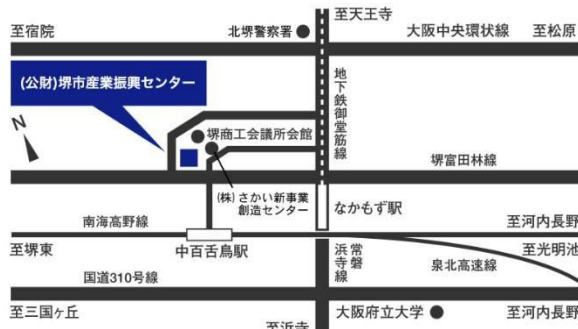 至天王寺
至宿院
北堺警察署
大阪中央環状線
至松原
(公財)堺市産業振興センター
地下鉄御堂筋線
N
堺商工会議所会館
堺富田林線
(株)さかい新事業
創造センター
なかもず駅
南海高野線
至河内長野
至堺東
中百舌鳥駅
常磐
浜寺線
泉北高速線
至光明池
国道310号線
至三国ヶ丘
大阪府立大学
至河内長野
至浜寺